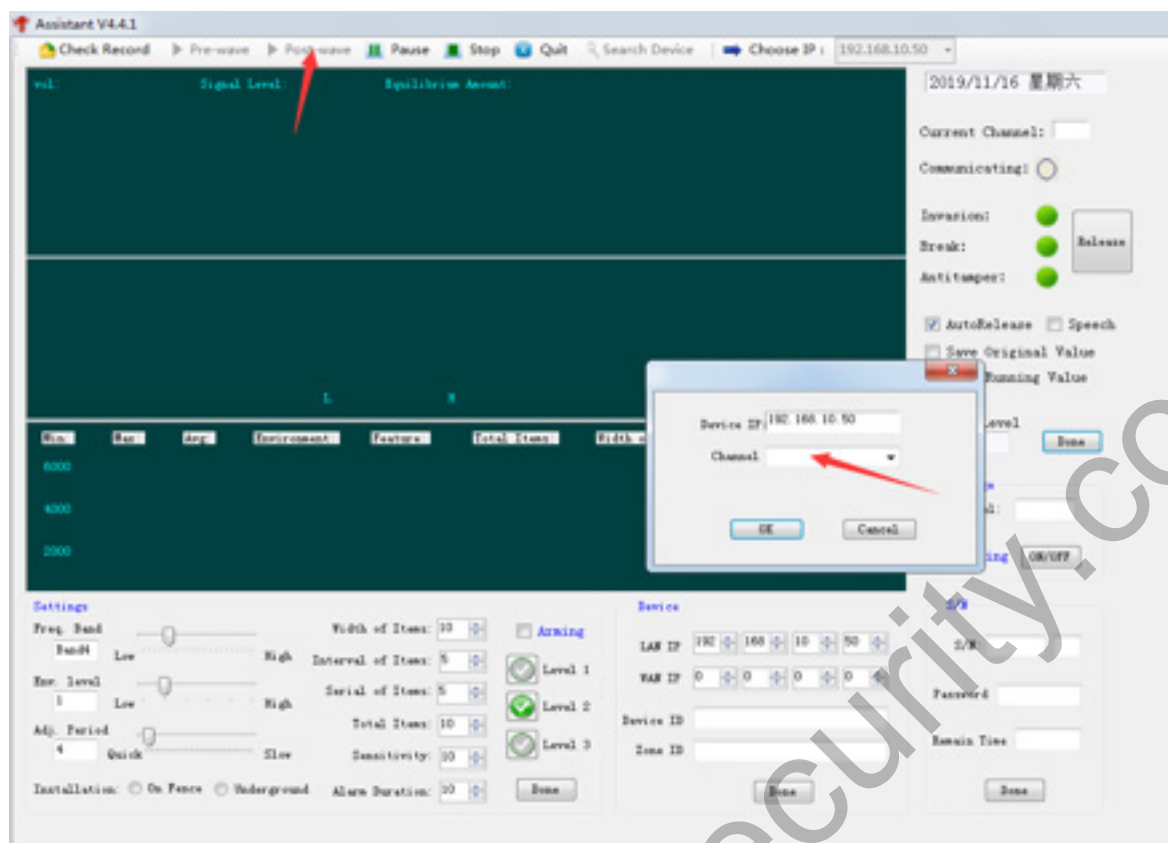 Assistant V4.4.1
Check Record Pre-wave Post-wave Pause Stop Quit Search Device Choose IP: 192.168.10.50
vol: Signal Level: Equilibrium Amount:
2019/11/16 星期六
Current Channel:
Communicating:
Invasion:
Break:
Release
Antitamper:
AutoRelease Speech
Save Original Value
Running Value
L H
Level
Done
Device IP: 192.168.10.50
Channel
OK Cancel
ON/OFF
Min: Max: Avg: Environment: Feature: Total Items:
6000
4000
2000
Settings
Freq. Band
Band4 Low High
Env. level
1 Low High
Adj. Period
4 Quick Slow
Installation: On Fence Underground
Width of Items: 10
Interval of Items: 5
Serial of Items: 5
Total Items: 10
Sensitivity: 10
Alarm Duration: 10
Arming
Level 1
Level 2
Level 3
Done
Device
LAN IP 192 168 10 50
WAN IP 0 0 0 0
Device ID
Zone ID
Done
S/N
S/N:
Password
Remain Time
Done